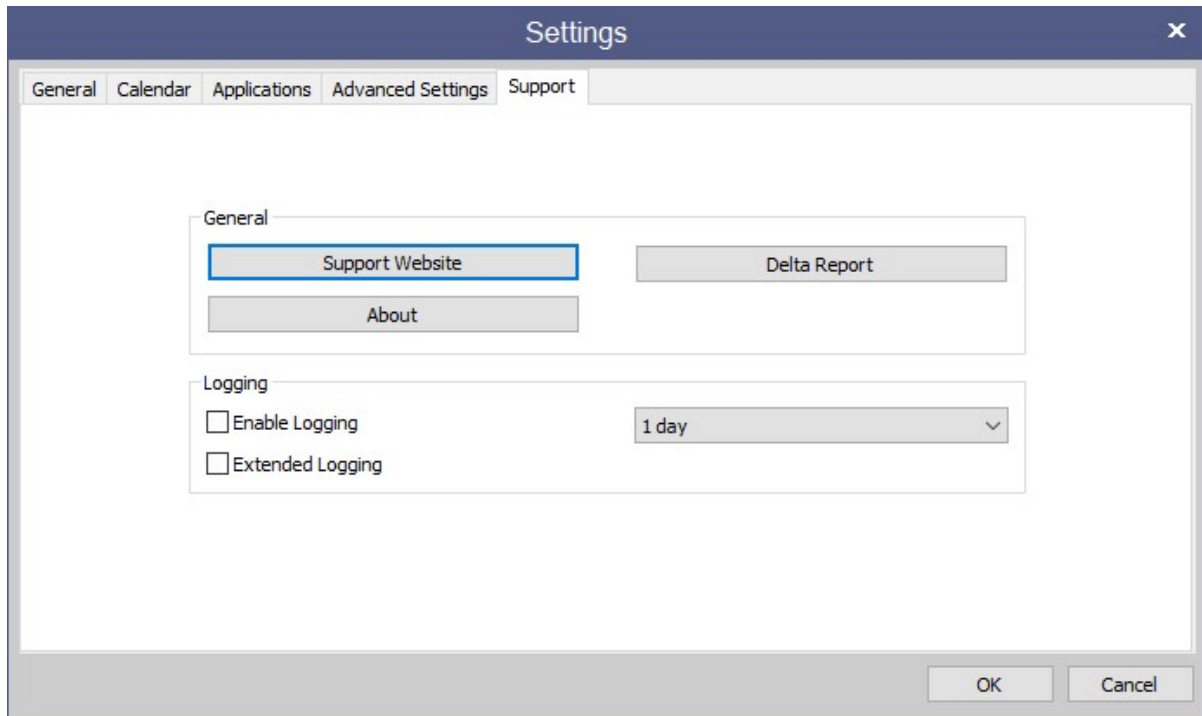 Settings
General Calendar Applications Advanced Settings Support
General
Support Website Delta Report
About
Logging
Enable Logging 1 day
Extended Logging
OK Cancel